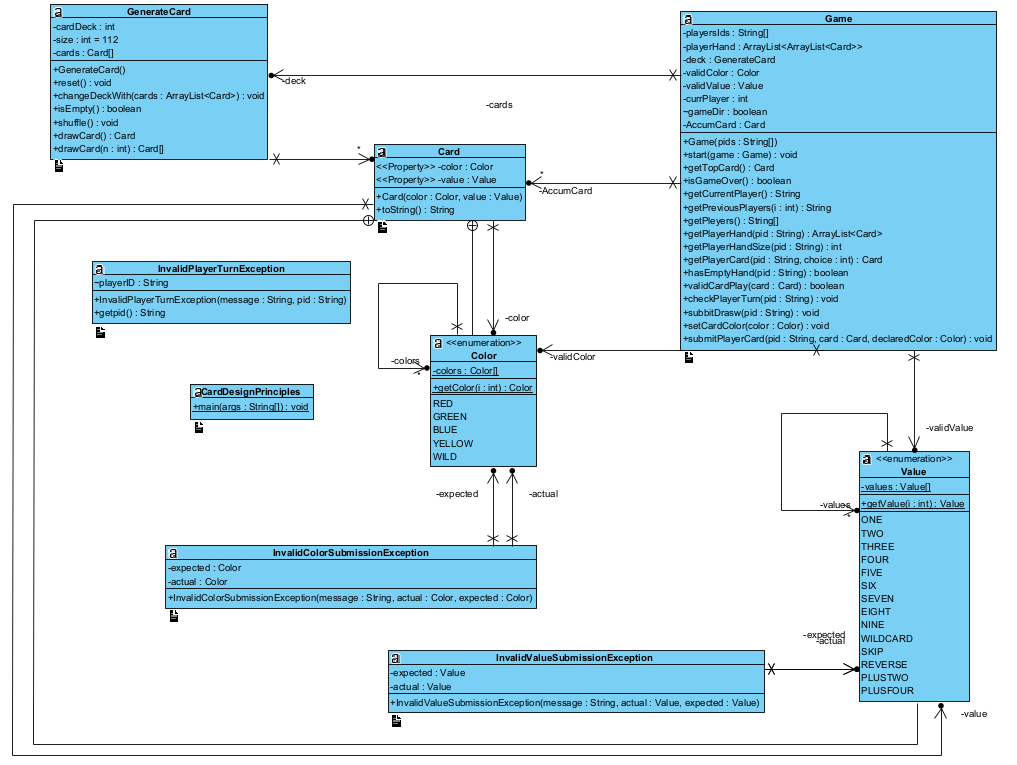 GenerateCard
-cardDeck : int
-size : int = 112
-cards : Card[]
+GenerateCard()
+reset() : void
+changeDeckWith(cards : ArrayList<Card>) : void
+isEmpty() : boolean
+shuffle() : void
+drawCard() : Card
+drawCard(n : int) : Card[]
-deck
-cards
*
Game
-playersIds : String[]
-playerHand : ArrayList<ArrayList<Card>>
-deck : GenerateCard
-validColor : Color
-validValue : Value
-currPlayer : int
~gameDir : boolean
-AccumCard : Card
+Game(pids : String[])
+start(game : Game) : void
+getTopCard() : Card
+isGameOver() : boolean
+getCurrentPlayer() : String
+getPreviousPlayers(i : int) : String
+getPleyers() : String[]
+getPlayerHand(pid : String) : ArrayList<Card>
+getPlayerHandSize(pid : String) : int
+getPlayerCard(pid : String, choice : int) : Card
+hasEmptyHand(pid : String) : boolean
+validCardPlay(card : Card) : boolean
+checkPlayerTurn(pid : String) : void
+subbitDrasw(pid : String) : void
+setCardColor(color : Color) : void
+submitPlayerCard(pid : String, card : Card, declaredColor : Color) : void
Card
<<Property>> -color : Color
<<Property>> -value : Value
+Card(color : Color, value : Value)
+toString() : String
*
-AccumCard
InvalidPlayerTurnException
~playerID : String
+InvalidPlayerTurnException(message : String, pid : String)
+getpid() : String
-color
-colors
*
<<enumeration>>
Color
-colors : Color[]
+getColor(i : int) : Color
RED
GREEN
BLUE
YELLOW
WILD
-validColor
CardDesignPrinciples
+main(args : String[]) : void
-validValue
-values
*
<<enumeration>>
Value
-values : Value[]
+getValue(i : int) : Value
ONE
TWO
THREE
FOUR
FIVE
SIX
SEVEN
EIGHT
NINE
WILDCARD
SKIP
REVERSE
PLUSTWO
PLUSFOUR
-expected
-actual
InvalidColorSubmissionException
-expected : Color
-actual : Color
+InvalidColorSubmissionException(message : String, actual : Color, expected : Color)
-expected
-actual
InvalidValueSubmissionException
-expected : Value
-actual : Value
+InvalidValueSubmissionException(message : String, actual : Value, expected : Value)
-value